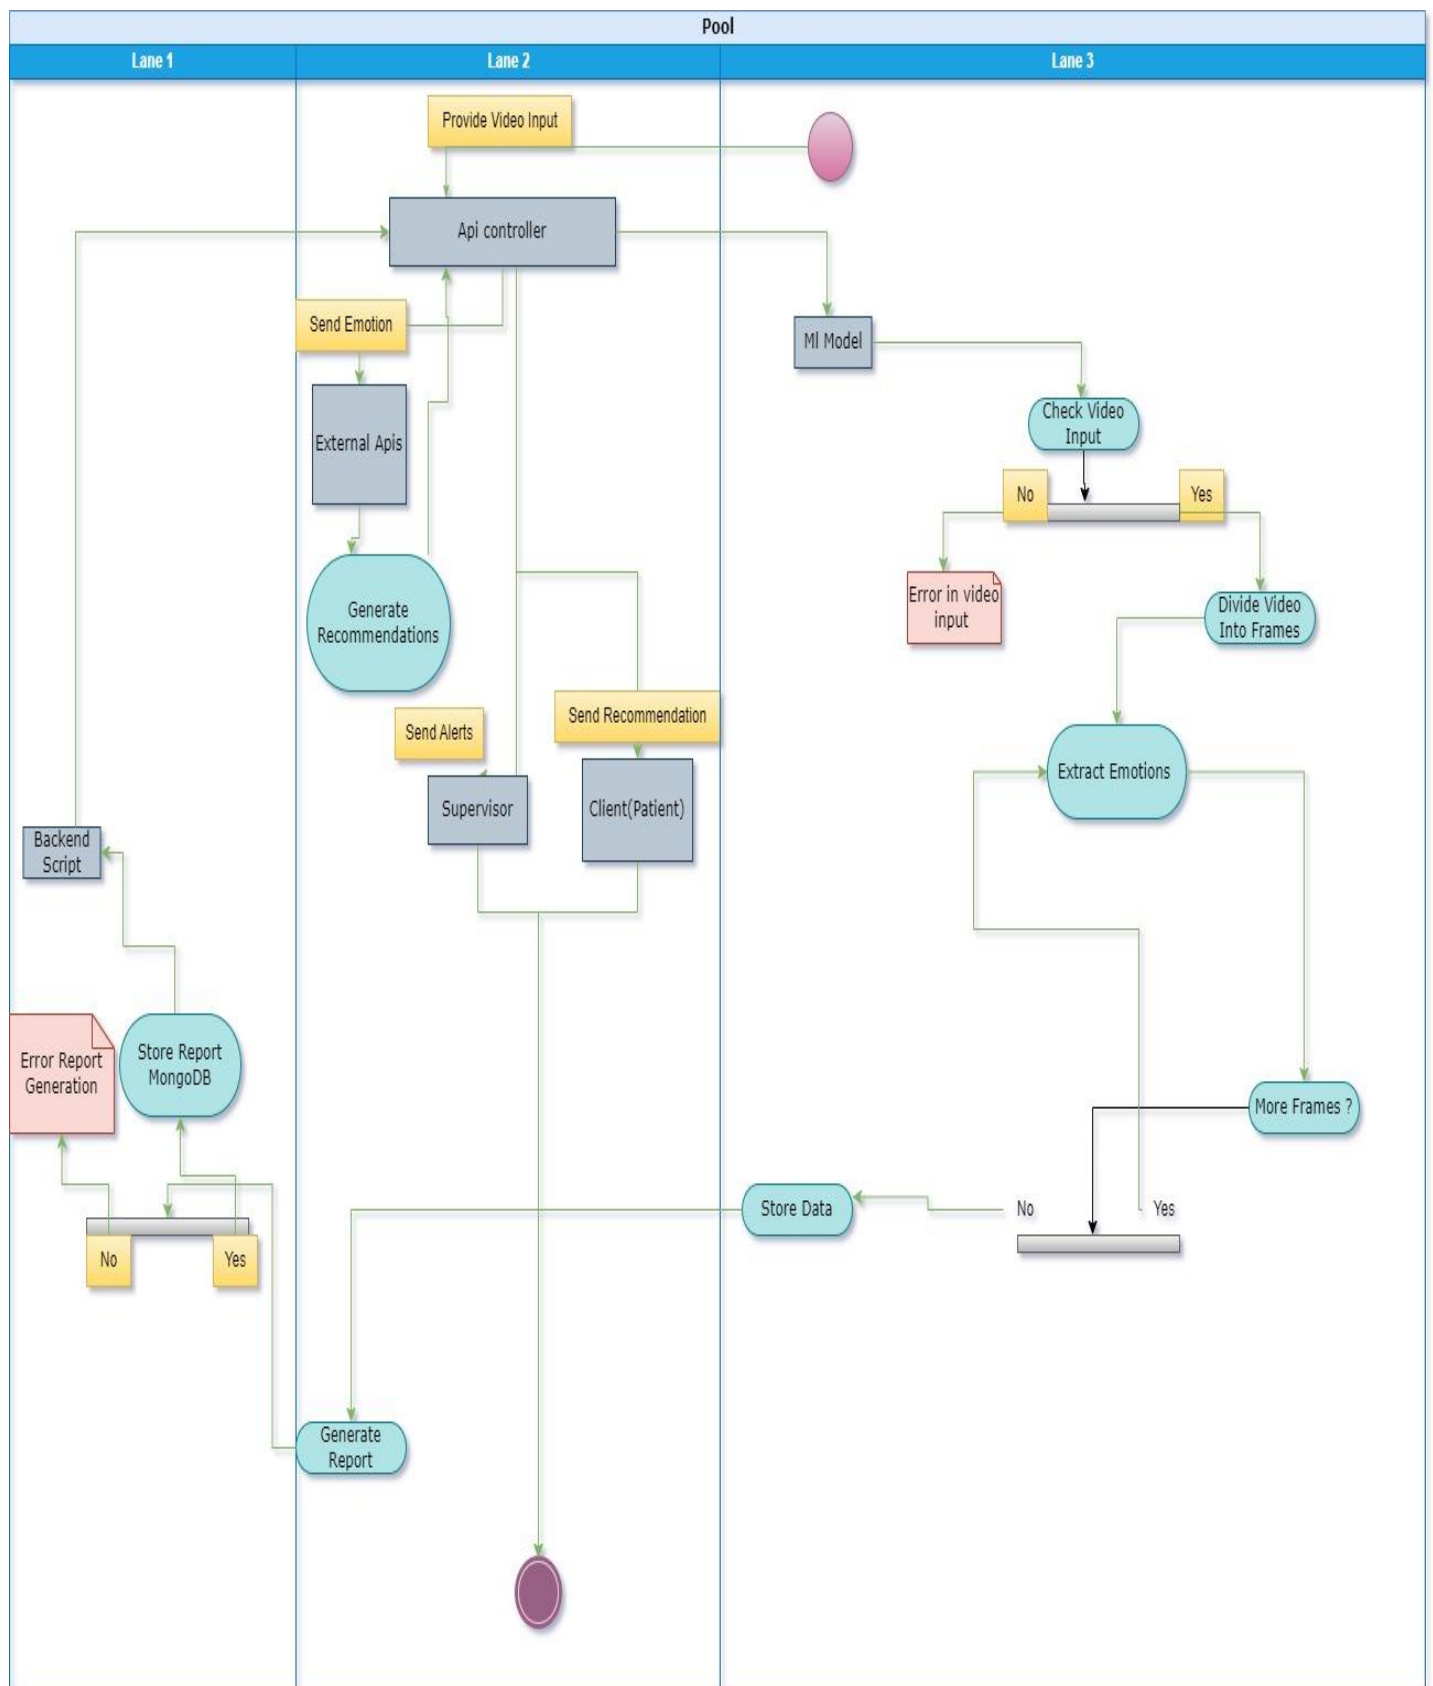 Pool
Lane 1
Lane 2
Lane 3
Provide Video Input
Api controller
Send Emotion
Ml Model
External Apis
Check Video
Input
No
Yes
Error in video
input
Divide Video
Into Frames
Generate
Recommendations
Send Alerts
Send Recommendation
Supervisor
Client(Patient)
Extract Emotions
Backend
Script
Error Report
Generation
Store Report
MongoDB
More Frames ?
Store Data
No
Yes
No
Yes
Generate
Report